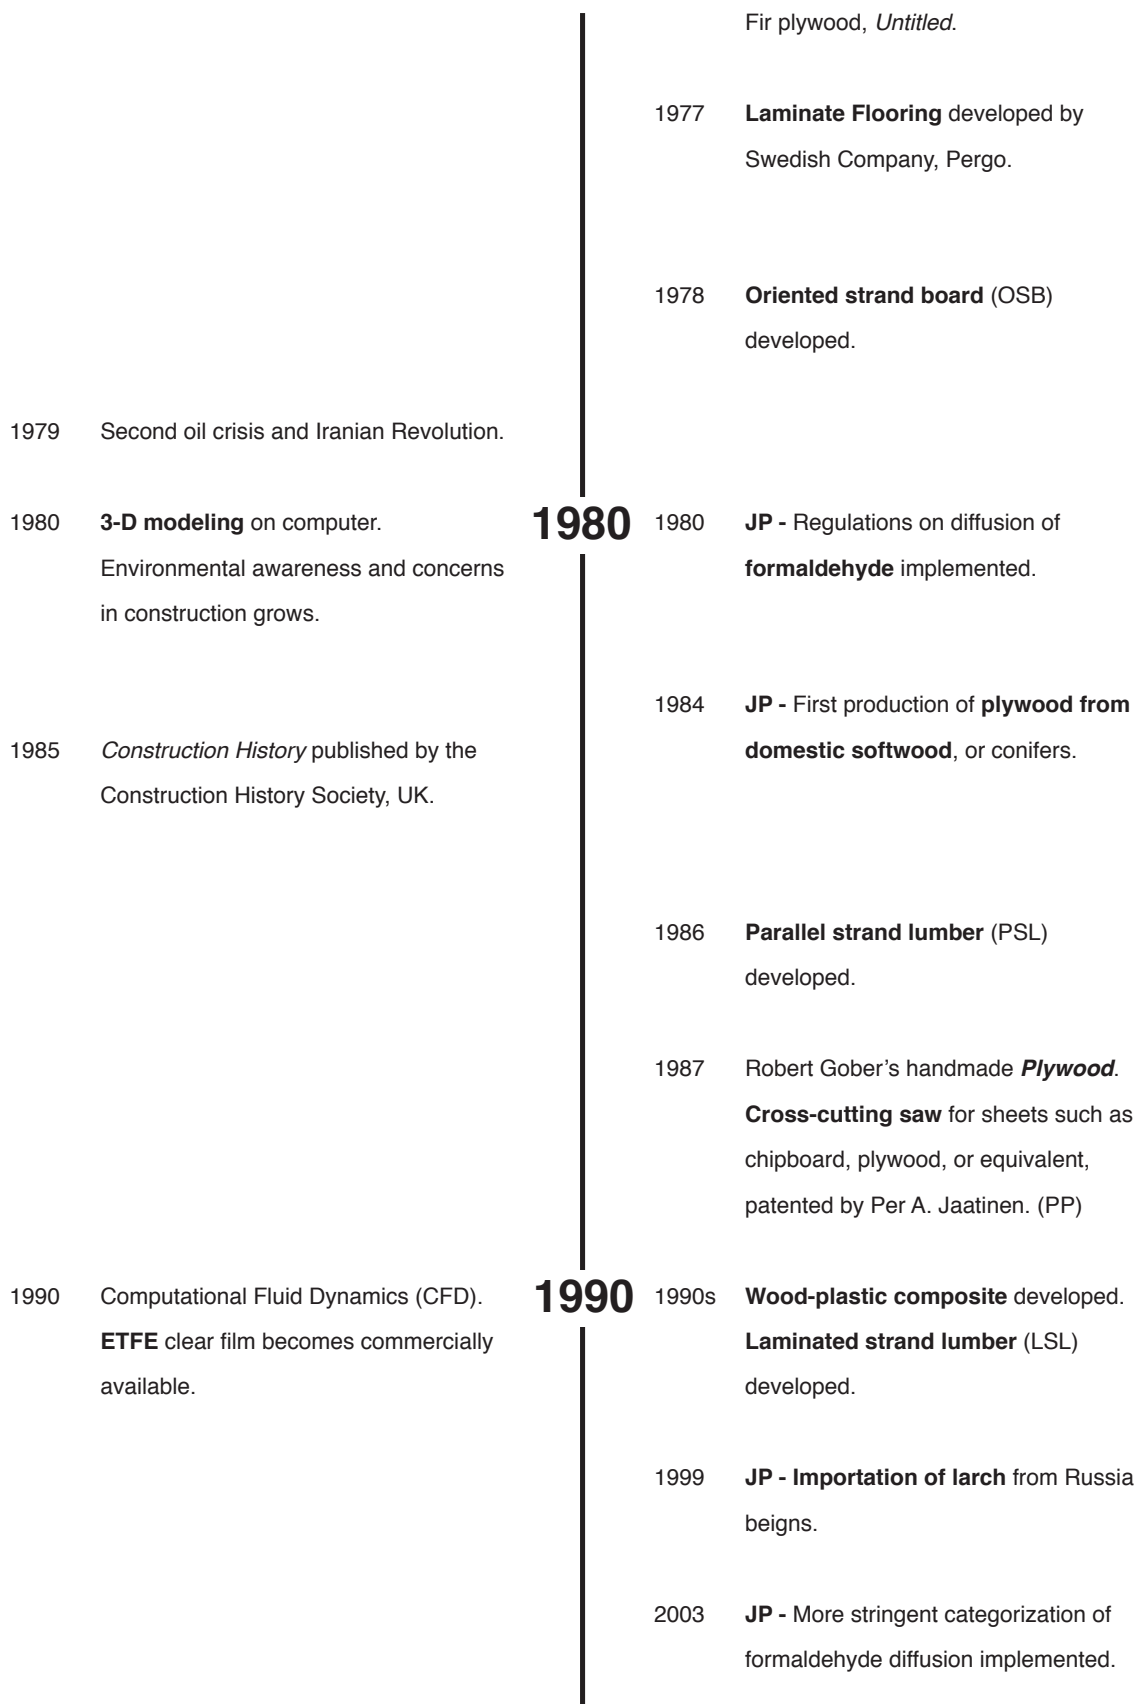 Fir plywood, Untitled.
1977 Laminate Flooring developed by
Swedish Company, Pergo.
1978 Oriented strand board (OSB)
developed.
1979 Second oil crisis and Iranian Revolution.
1980
1980 3-D modeling on computer.
Environmental awareness and concerns
in construction grows.
1980 JP - Regulations on diffusion of
formaldehyde implemented.
1984 JP - First production of plywood from
domestic softwood, or conifers.
1985 Construction History published by the
Construction History Society, UK.
1986 Parallel strand lumber (PSL)
developed.
1987 Robert Gober's handmade Plywood.
Cross-cutting saw for sheets such as
chipboard, plywood, or equivalent,
patented by Per A. Jaatinen. (PP)
1990
1990 Computational Fluid Dynamics (CFD).
ETFE clear film becomes commercially
available.
1990s Wood-plastic composite developed.
Laminated strand lumber (LSL)
developed.
1999 JP - Importation of larch from Russia
beigns.
2003 JP - More stringent categorization of
formaldehyde diffusion implemented.